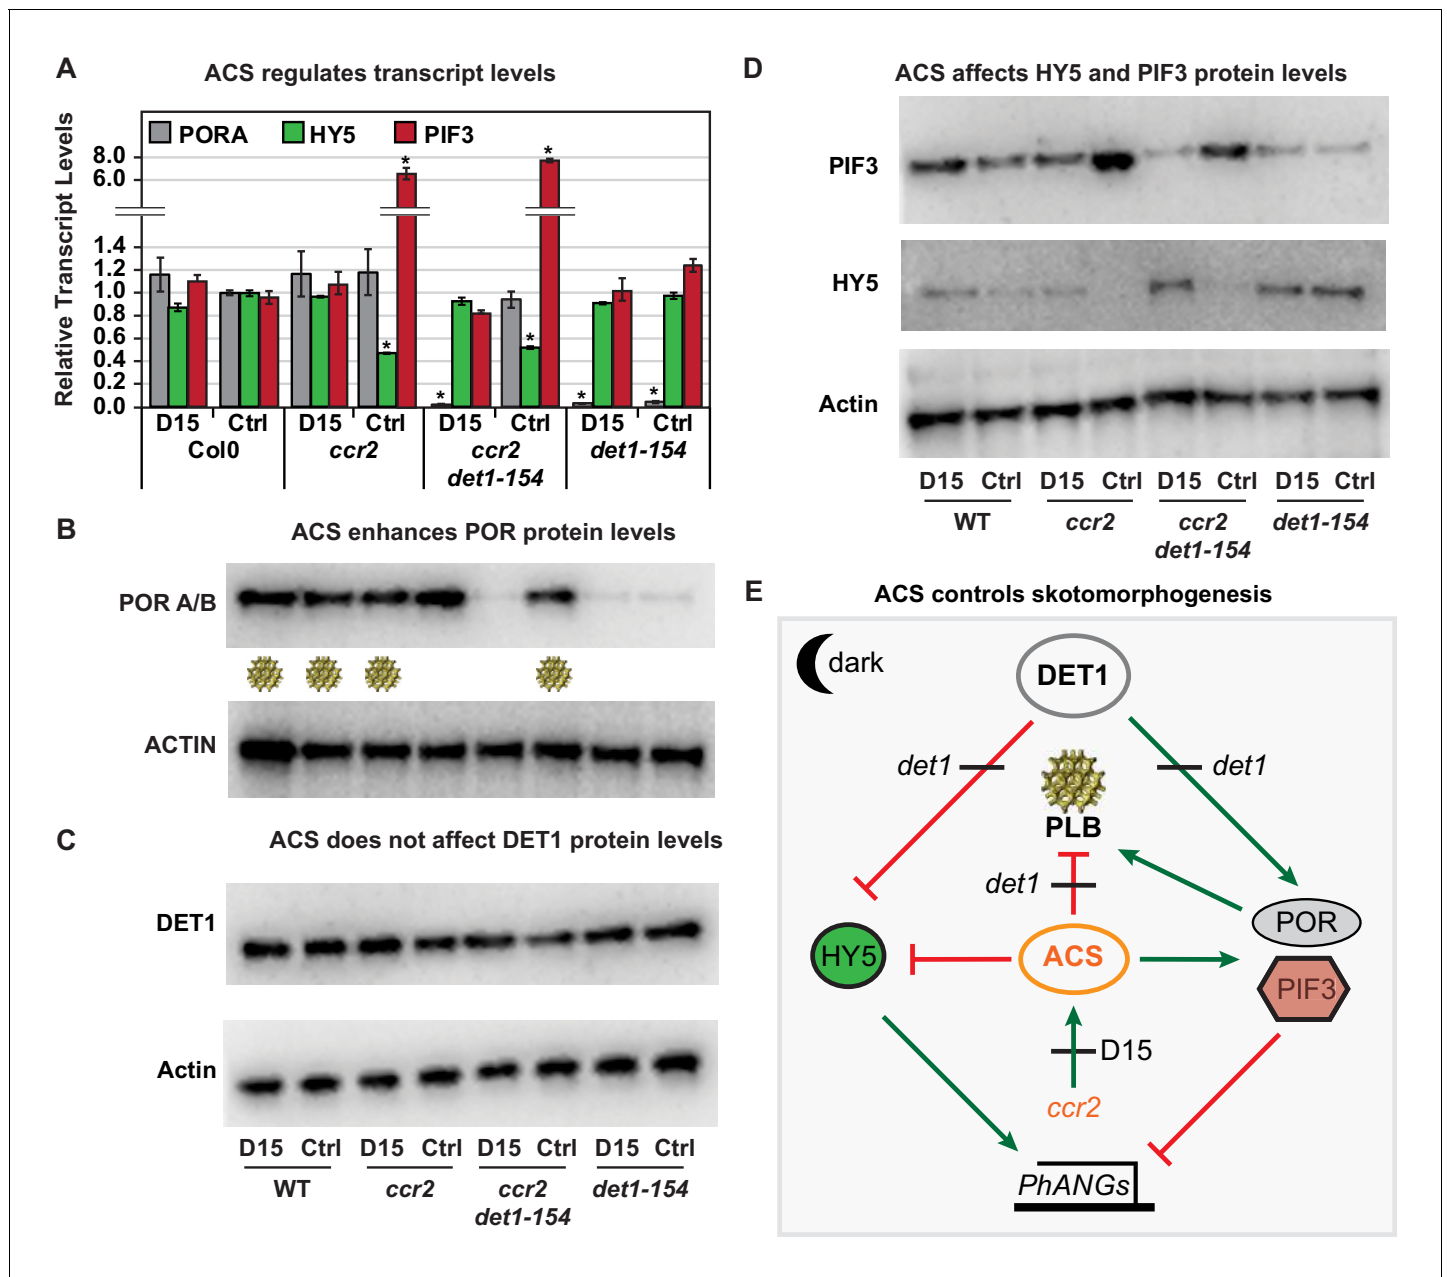 A
ACS regulates transcript levels
PORA HY5 PIF3
Relative Transcript Levels
8.0
6.0
1.4
1.2
1.0
0.8
0.6
0.4
0.2
0.0
* * * * * * *
D15 Ctrl D15 Ctrl D15 Ctrl D15 Ctrl
Col0 ccr2 ccr2 det1-154
det1-154
B
ACS enhances POR protein levels
POR A/B
ACTIN
C
ACS does not affect DET1 protein levels
DET1
Actin
D15 Ctrl D15 Ctrl D15 Ctrl D15 Ctrl
WT ccr2 ccr2 det1-154
det1-154
D
ACS affects HY5 and PIF3 protein levels
PIF3
HY5
Actin
D15 Ctrl D15 Ctrl D15 Ctrl D15 Ctrl
WT ccr2 ccr2 det1-154
det1-154
E
ACS controls skotomorphogenesis
dark
DET1
det1 det1
PLB
det1
POR
HY5 ACS
PIF3
D15
ccr2
PhANGs